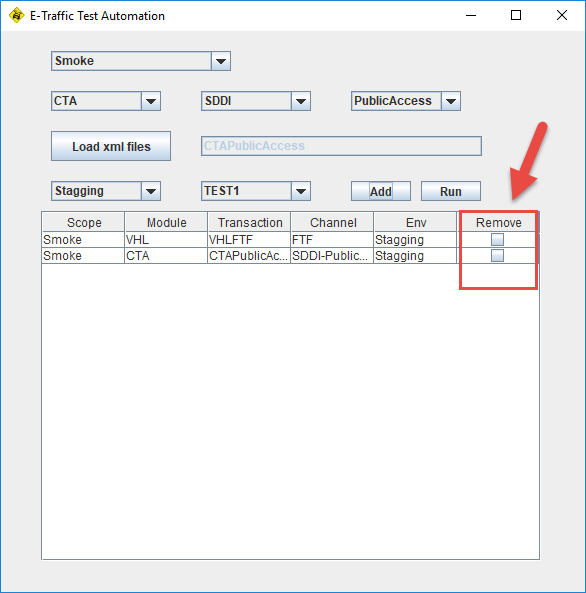 E-Traffic Test Automation
Smoke
CTA SDDI PublicAccess
Load xml files CTAPublicAccess
Stagging TEST1 Add Run
Scope Module Transaction Channel Env Remove
Smoke VHL VHLFTF FTF Stagging
Smoke CTA CTAPublicAc... SDDI-Public... Stagging